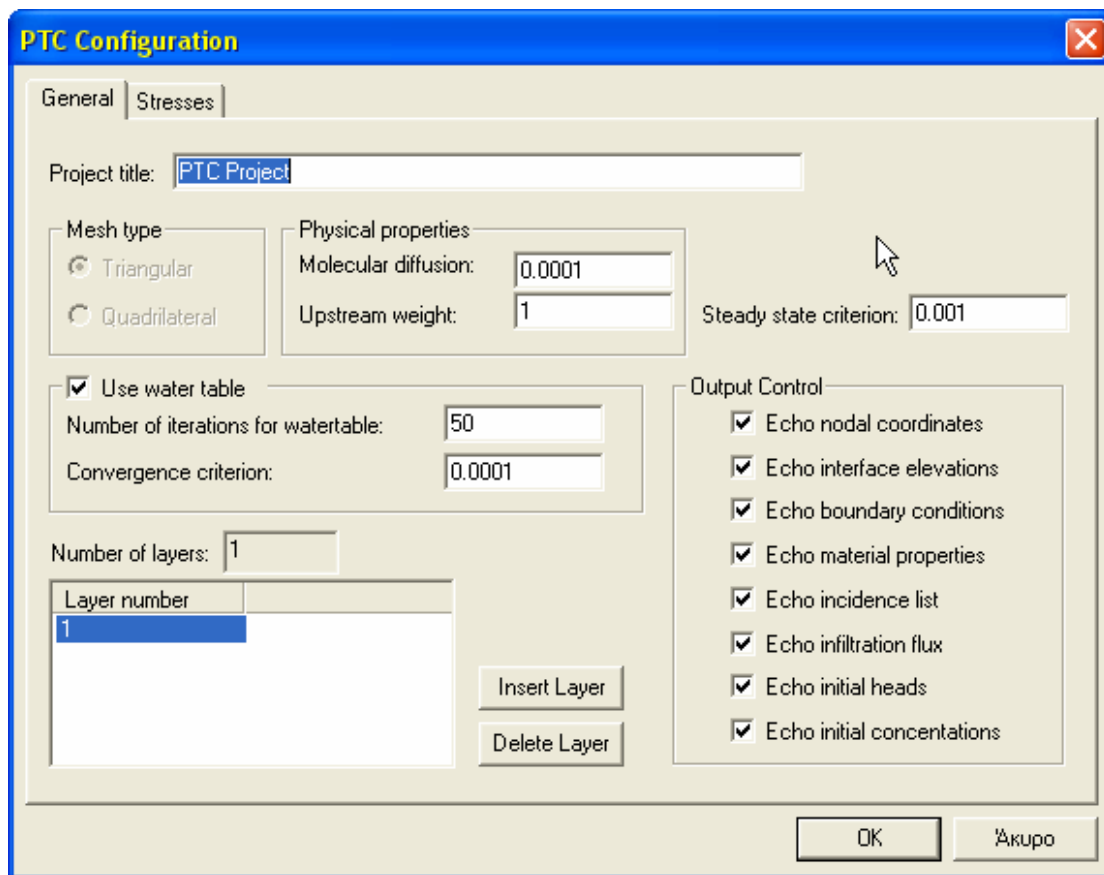 PTC Configuration
General
Stresses
Project title: PTC Project
Mesh type
Triangular
Quadrilateral
Physical properties
Molecular diffusion: 0.0001
Upstream weight: 1
Steady state criterion: 0.001
Use water table
Number of iterations for watertable: 50
Convergence criterion: 0.0001
Number of layers: 1
Layer number
1
Insert Layer
Delete Layer
Output Control
Echo nodal coordinates
Echo interface elevations
Echo boundary conditions
Echo material properties
Echo incidence list
Echo infiltration flux
Echo initial heads
Echo initial concentations
OK
Άκυρο